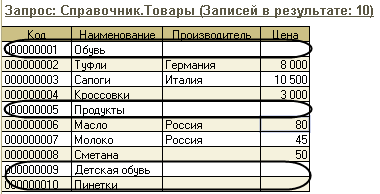 Запрос: Справочник.Товары (Записей в результате: 10)
Код Наименование Производитель Цена
000000001 Обувь
000000002 Туфли Германия 8 000
000000003 Сапоги Италия 10 500
000000004 Кроссовки 3 000
000000005 Продукты
000000006 Масло Россия 80
000000007 Молоко Россия 45
000000008 Сметана 50
000000009 Детская обувь
000000010 Пинетки